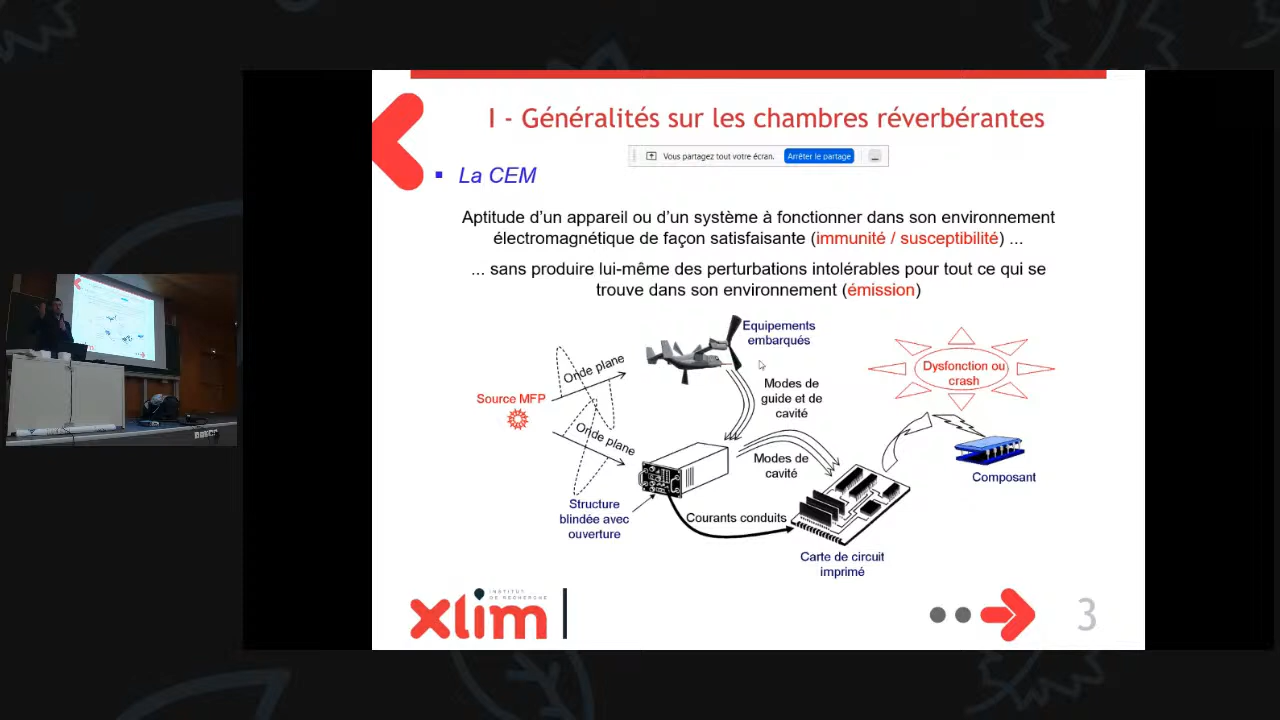 I - Généralités sur les chambres réverbérantes
Vous partagez tout votre écran. Arrêter le partage
▪ La CEM
Aptitude d'un appareil ou d'un système à fonctionner dans son environnement
électromagnétique de façon satisfaisante (immunité / susceptibilité) ...
... sans produire lui-même des perturbations intolérables pour tout ce qui se
trouve dans son environnement (émission)
Equipements
embarqués
Onde plane
Source MFP
Onde plane
Modes de
guide et de
cavité
Dysfonction ou
crash
Modes de
cavité
Composant
Structure
blindée avec
ouverture
Courants conduits
Carte de circuit
imprimé
INSTITUT
DE RECHERCHE
xlim
3